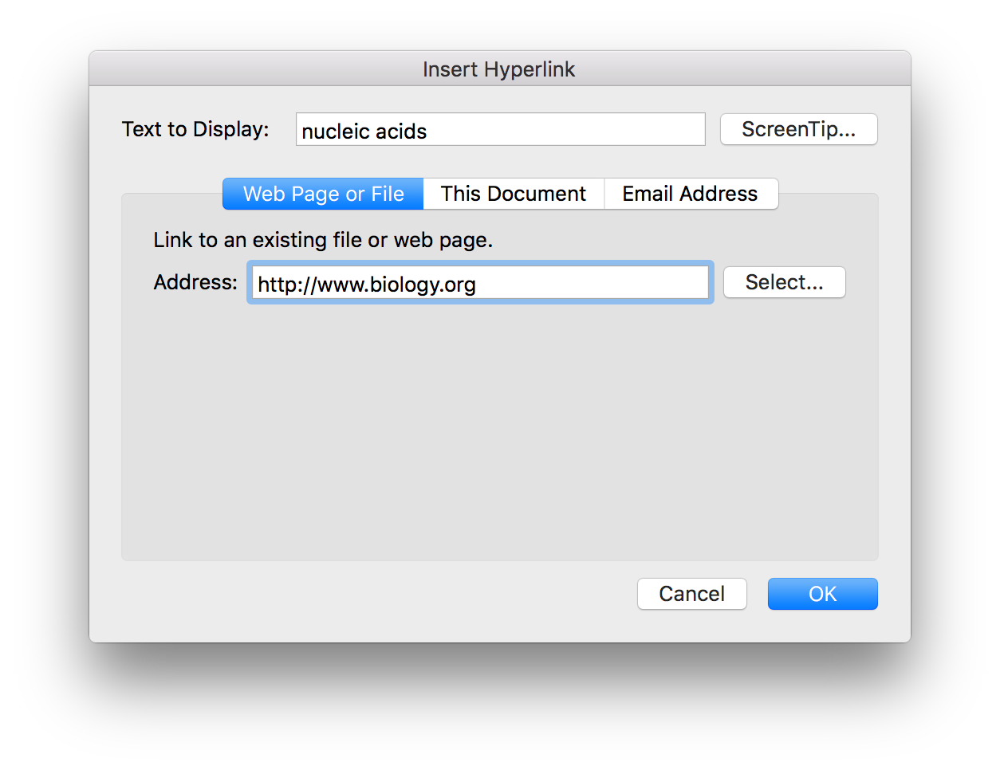 Insert Hyperlink
Text to Display: nucleic acids ScreenTip...
Web Page or File This Document Email Address
Link to an existing file or web page.
Address: http://www.biology.org Select...
Cancel OK